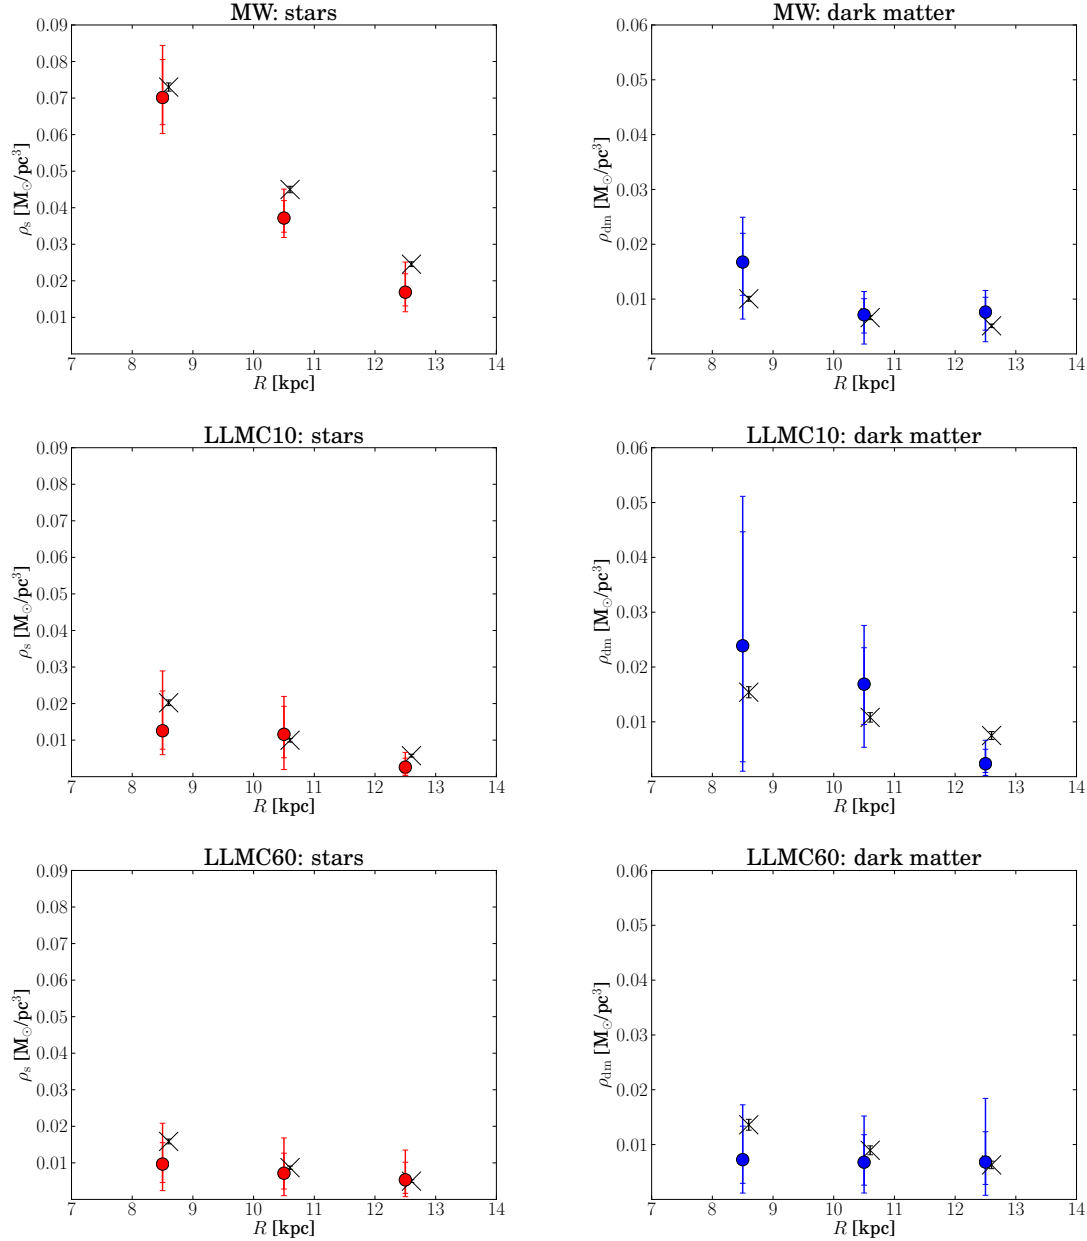 MW: stars
0.09
0.08
0.07
0.06
0.05
0.04
0.03
0.02
0.01
ρs [M⊙/pc³]
7 8 9 10 11 12 13 14
R [kpc]
MW: dark matter
0.06
0.05
0.04
0.03
0.02
0.01
ρdm [M⊙/pc³]
7 8 9 10 11 12 13 14
R [kpc]
LLMC10: stars
0.09
0.08
0.07
0.06
0.05
0.04
0.03
0.02
0.01
ρs [M⊙/pc³]
7 8 9 10 11 12 13 14
R [kpc]
LLMC10: dark matter
0.06
0.05
0.04
0.03
0.02
0.01
ρdm [M⊙/pc³]
7 8 9 10 11 12 13 14
R [kpc]
LLMC60: stars
0.09
0.08
0.07
0.06
0.05
0.04
0.03
0.02
0.01
ρs [M⊙/pc³]
7 8 9 10 11 12 13 14
R [kpc]
LLMC60: dark matter
0.06
0.05
0.04
0.03
0.02
0.01
ρdm [M⊙/pc³]
7 8 9 10 11 12 13 14
R [kpc]